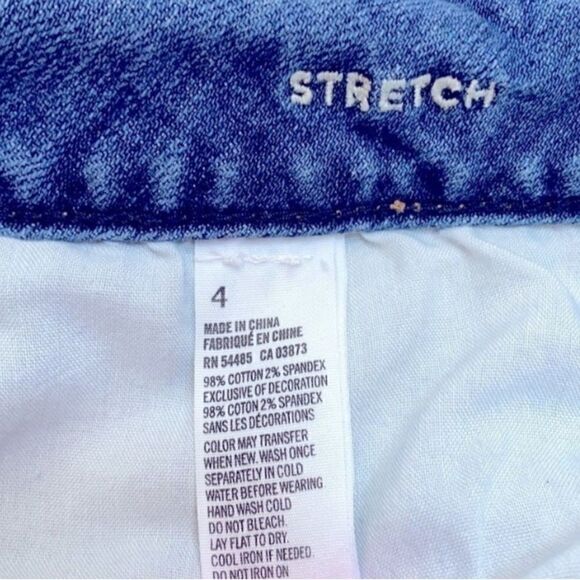 STRETCH
4
MADE IN CHINA
FABRIQUÉ EN CHINE
RN 54485 CA 03873
98% COTTON 2% SPANDEX
EXCLUSIVE OF DECORATION
98% COTON 2% SPANDEX
SANS LES DÉCORATIONS
COLOR MAY TRANSFER
WHEN NEW. WASH ONCE
SEPARATELY IN COLD
WATER BEFORE WEARING
HAND WASH COLD
DO NOT BLEACH.
LAY FLAT TO DRY.
COOL IRON IF NEEDED.
DO NOT IRON ON